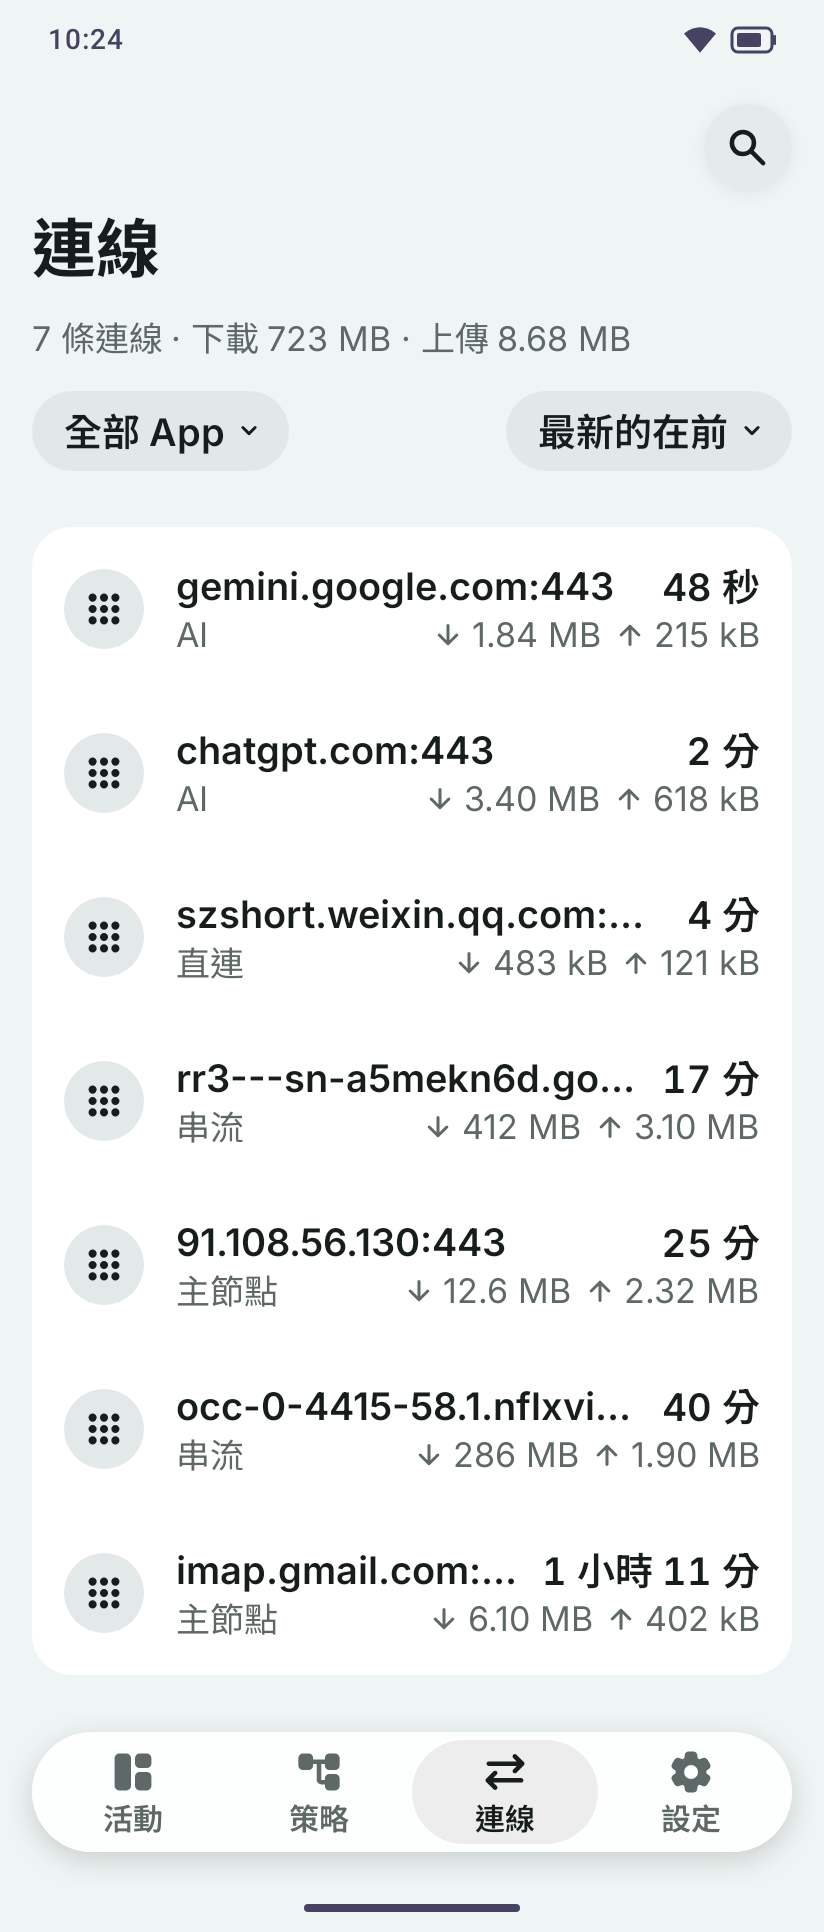 10:24
連線
7 條連線 · 下載 723 MB · 上傳 8.68 MB
全部 App
最新的在前
gemini.google.com:443 48 秒
AI ↓ 1.84 MB ↑ 215 kB
chatgpt.com:443 2 分
AI ↓ 3.40 MB ↑ 618 kB
szshort.weixin.qq.com:... 4 分
直連 ↓ 483 kB ↑ 121 kB
rr3---sn-a5mekn6d.go... 17 分
串流 ↓ 412 MB ↑ 3.10 MB
91.108.56.130:443 25 分
主節點 ↓ 12.6 MB ↑ 2.32 MB
occ-0-4415-58.1.nflxvi... 40 分
串流 ↓ 286 MB ↑ 1.90 MB
imap.gmail.com:... 1 小時 11 分
主節點 ↓ 6.10 MB ↑ 402 kB
活動 策略 連線 設定